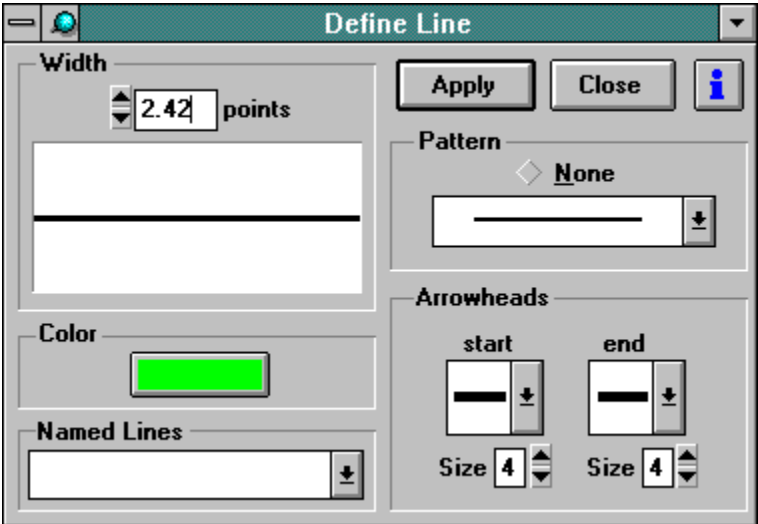 Define Line
Width
2.42 points
Apply
Close
i
Pattern
None
Color
Named Lines
Arrowheads
start end
Size 4 Size 4